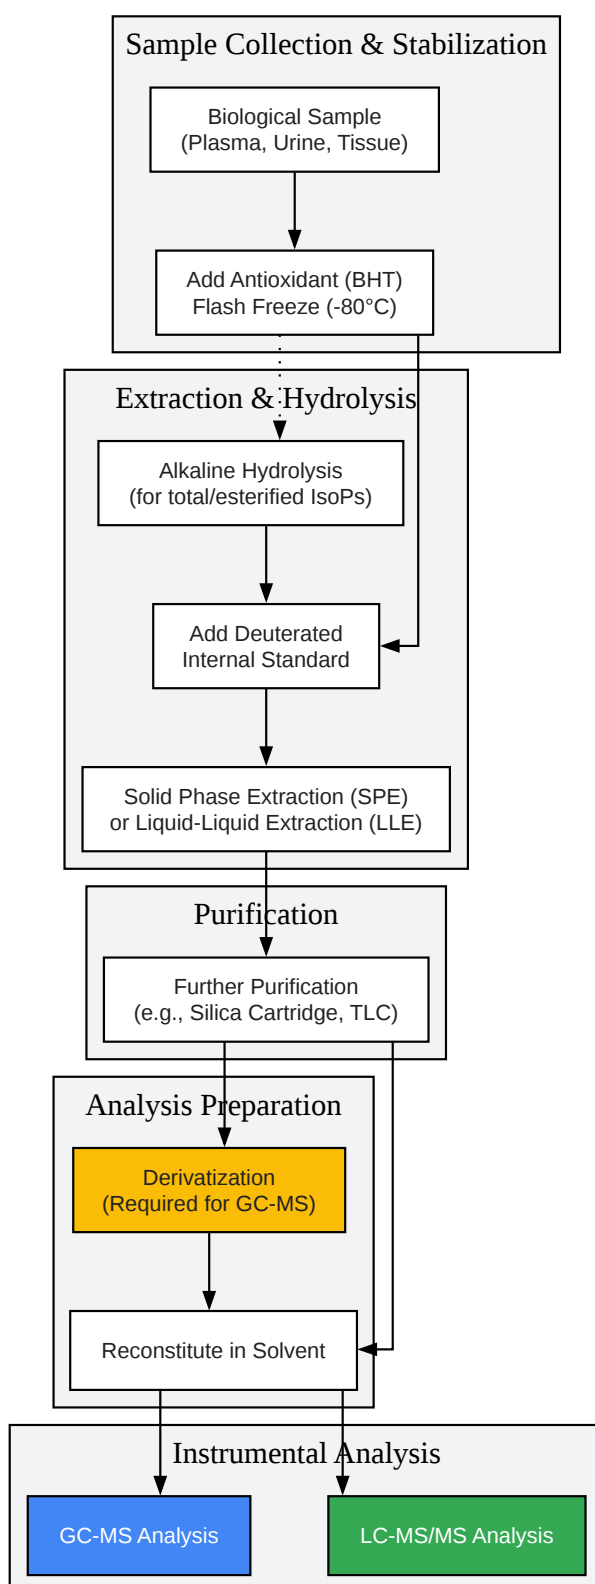 Sample Collection & Stabilization
Biological Sample
(Plasma, Urine, Tissue)
Add Antioxidant (BHT)
Flash Freeze (-80°C)
Extraction & Hydrolysis
Alkaline Hydrolysis
(for total/esterified IsoPs)
Add Deuterated
Internal Standard
Solid Phase Extraction (SPE)
or Liquid-Liquid Extraction (LLE)
Purification
Further Purification
(e.g., Silica Cartridge, TLC)
Analysis Preparation
Derivatization
(Required for GC-MS)
Reconstitute in Solvent
Instrumental Analysis
GC-MS Analysis
LC-MS/MS Analysis